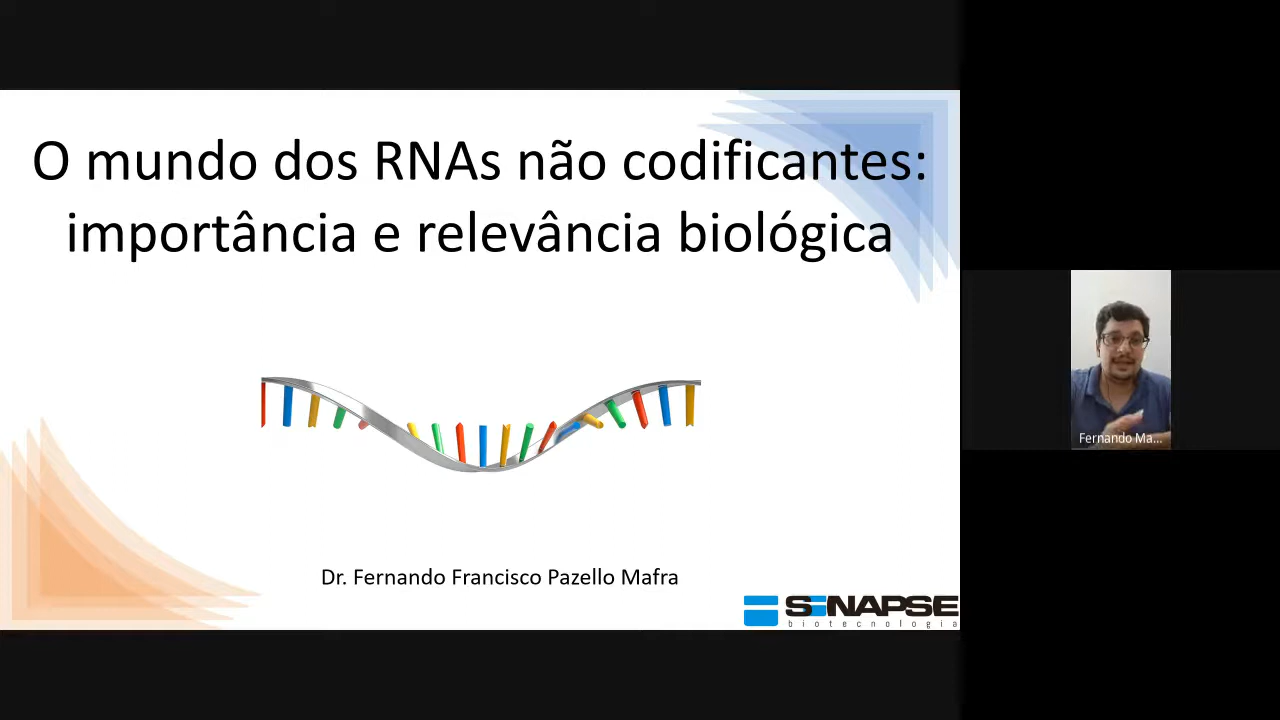 O mundo dos RNAs não codificantes:
importância e relevância biológica
Dr. Fernando Francisco Pazello Mafra
SiNAPSE
biotecnologia
Fernando Ma...